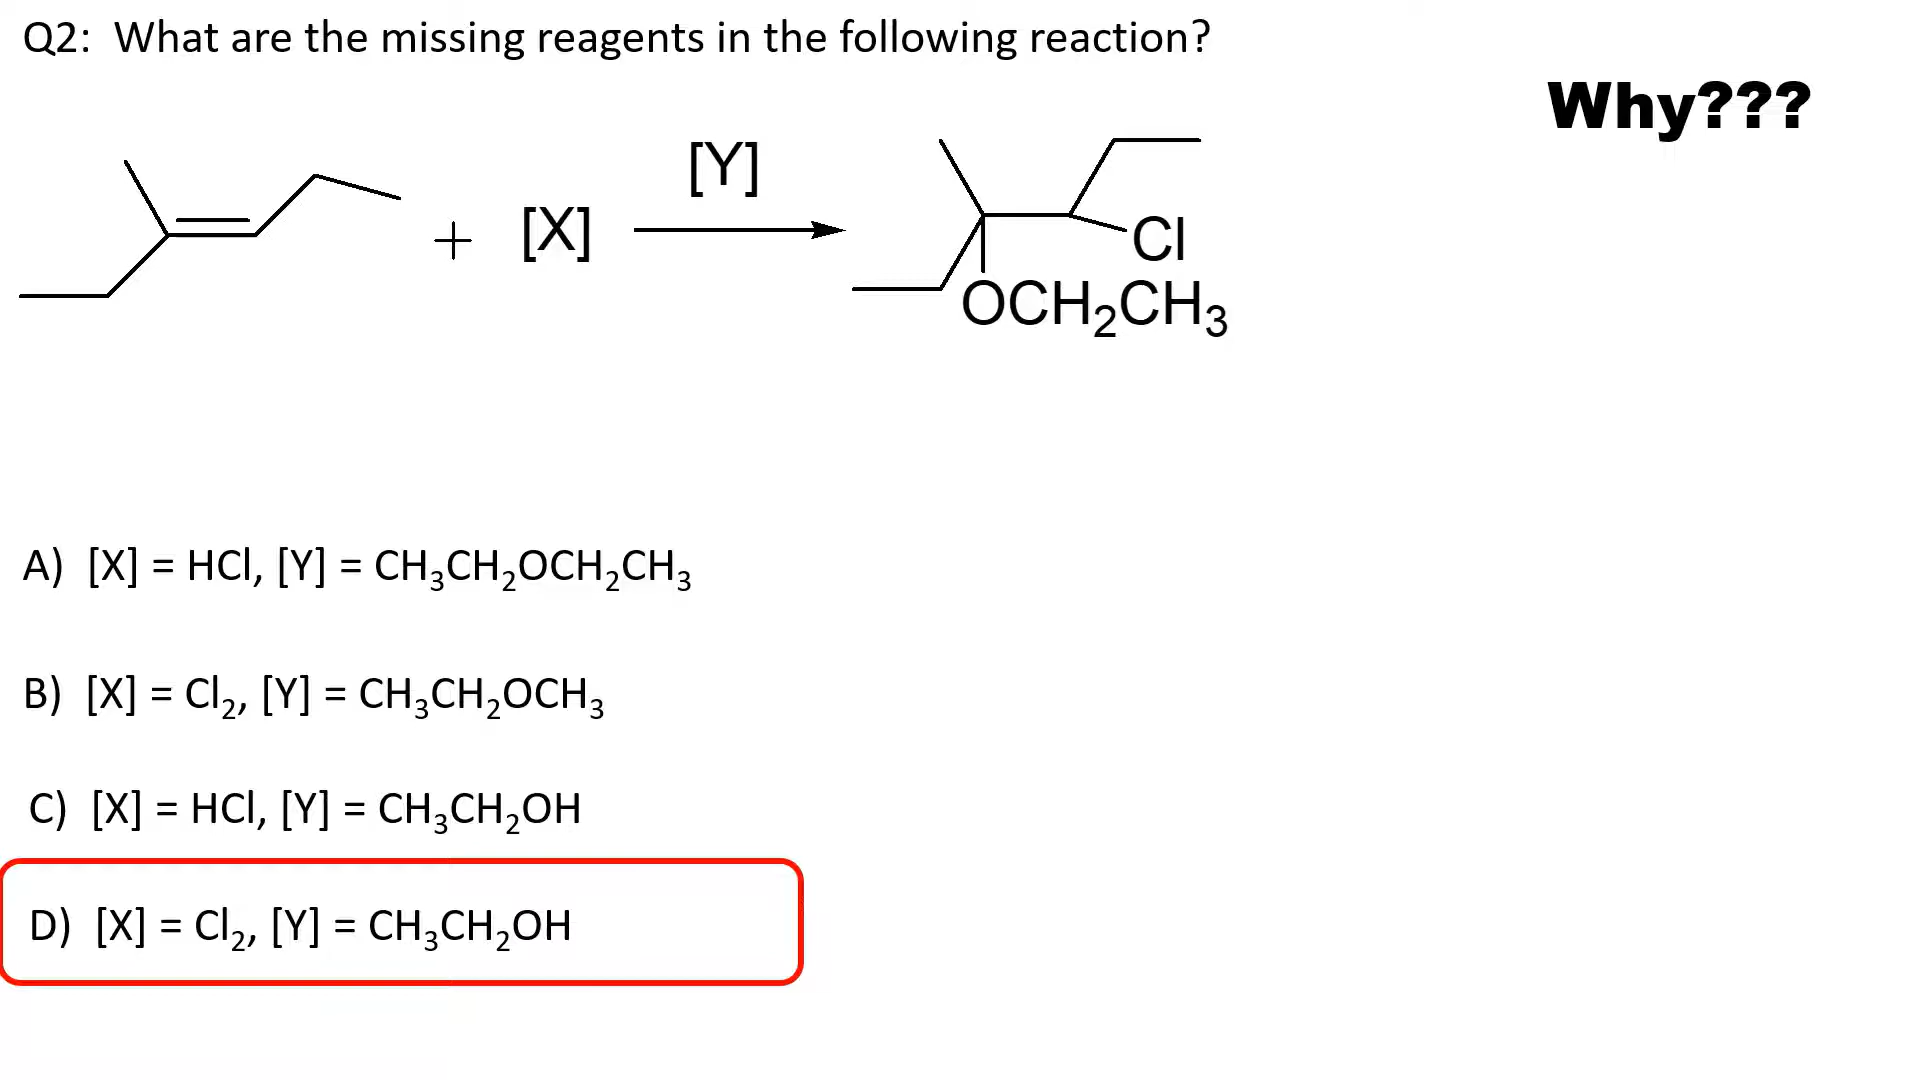 Q2: What are the missing reagents in the following reaction?
Why???
[Y]
+ [X]
Cl
OCH₂CH₃
A) [X] = HCl, [Y] = CH₃CH₂OCH₂CH₃
B) [X] = Cl₂, [Y] = CH₃CH₂OCH₃
C) [X] = HCl, [Y] = CH₃CH₂OH
D) [X] = Cl₂, [Y] = CH₃CH₂OH